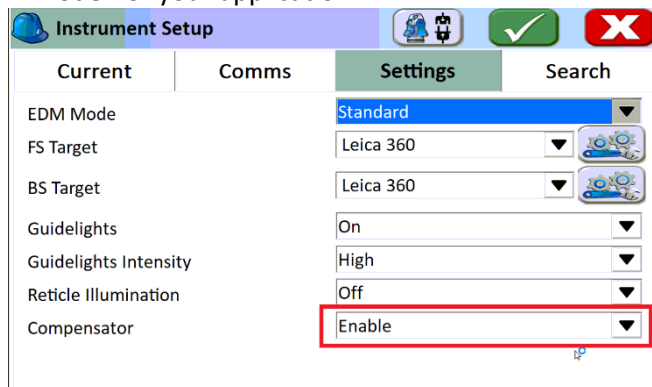 Instrument Setup
Current Comms Settings Search
EDM Mode Standard
FS Target Leica 360
BS Target Leica 360
Guidelights On
Guidelights Intensity High
Reticle Illumination Off
Compensator Enable